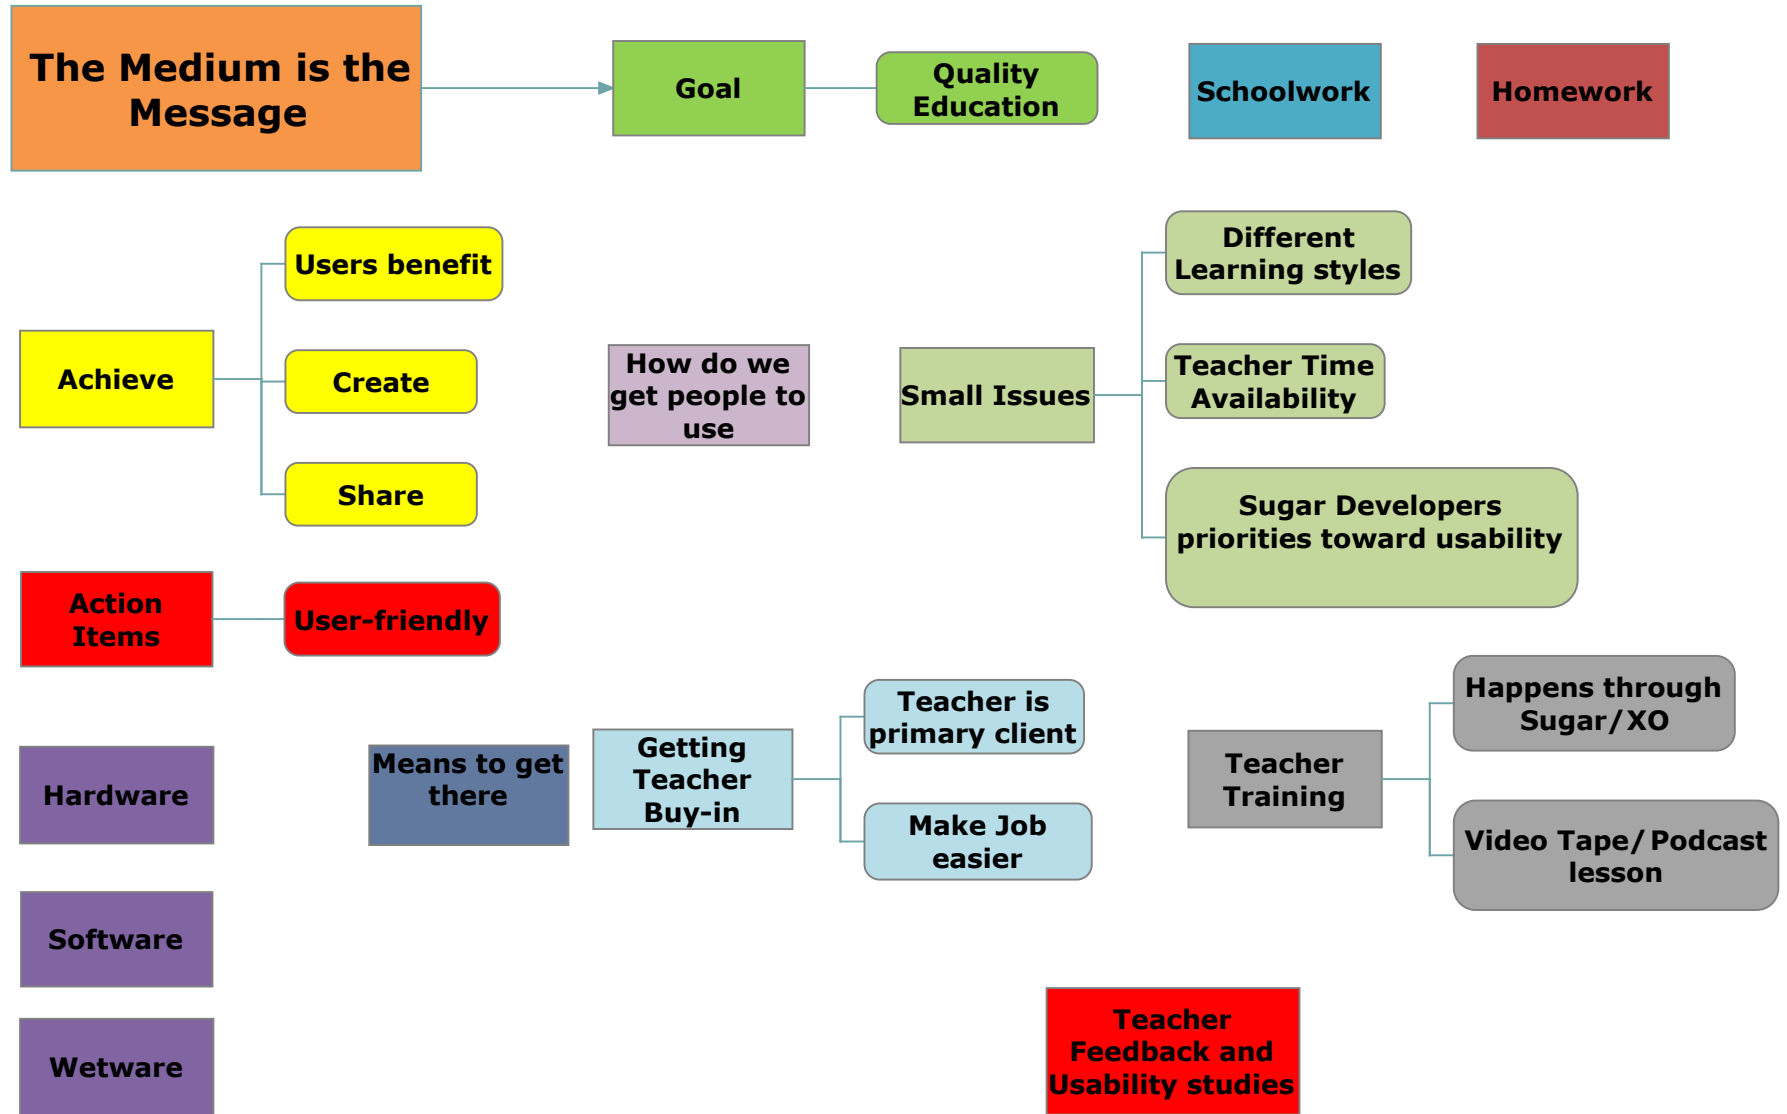 The Medium is the
Message
Goal
Quality
Education
Schoolwork
Homework
Users benefit
Achieve
Create
Share
How do we
get people to
use
Small Issues
Different
Learning styles
Teacher Time
Availability
Sugar Developers
priorities toward usability
Action
Items
User-friendly
Hardware
Means to get
there
Getting
Teacher
Buy-in
Teacher is
primary client
Make Job
easier
Teacher
Training
Happens through
Sugar/XO
Video Tape/Podcast
lesson
Software
Wetware
Teacher
Feedback and
Usability studies